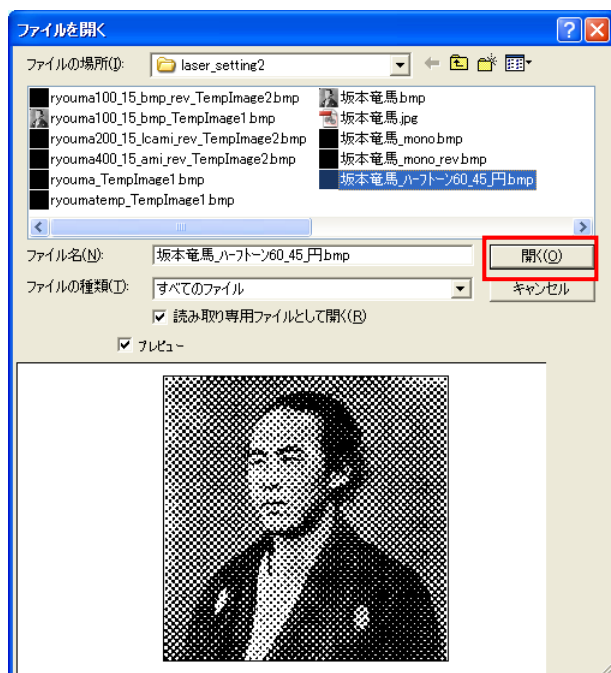 ファイルを開く
ファイルの場所(I):
laser_setting2
ryouma100_15_bmp_rev_TempImage2.bmp
ryouma100_15_bmp_TempImage1.bmp
ryouma200_15_lcami_rev_TempImage2.bmp
ryouma400_15_ami_rev_TempImage2.bmp
ryouma_TempImage1.bmp
ryoumatemp_TempImage1.bmp
坂本竜馬.bmp
坂本竜馬.jpg
坂本竜馬_mono.bmp
坂本竜馬_mono_rev.bmp
坂本竜馬_ハーフトーン60_45_円.bmp
ファイル名(N):
坂本竜馬_ハーフトーン60_45_円.bmp
開く(O)
ファイルの種類(T):
すべてのファイル
キャンセル
読み取り専用ファイルとして開く(R)
プレビュー